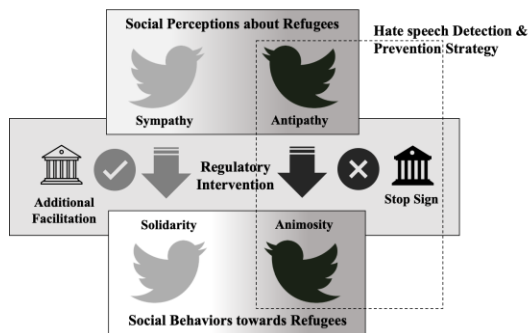 Social Perceptions about Refugees
Hate speech Detection &
Prevention Strategy
Sympathy
Antipathy
Regulatory
Intervention
Additional
Facilitation
Stop Sign
Solidarity
Animosity
Social Behaviors towards Refugees